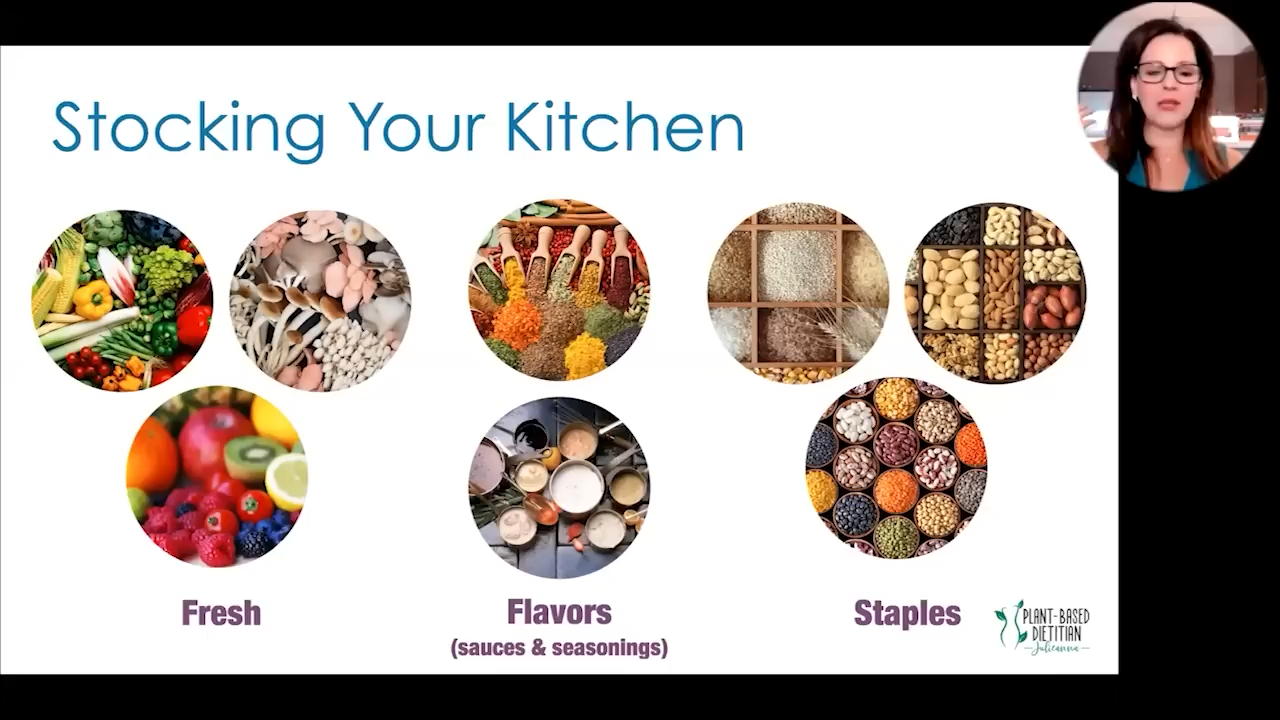 Stocking Your Kitchen
Fresh
Flavors
(sauces & seasonings)
Staples
PLANT-BASED
DIETITIAN
Julieanna